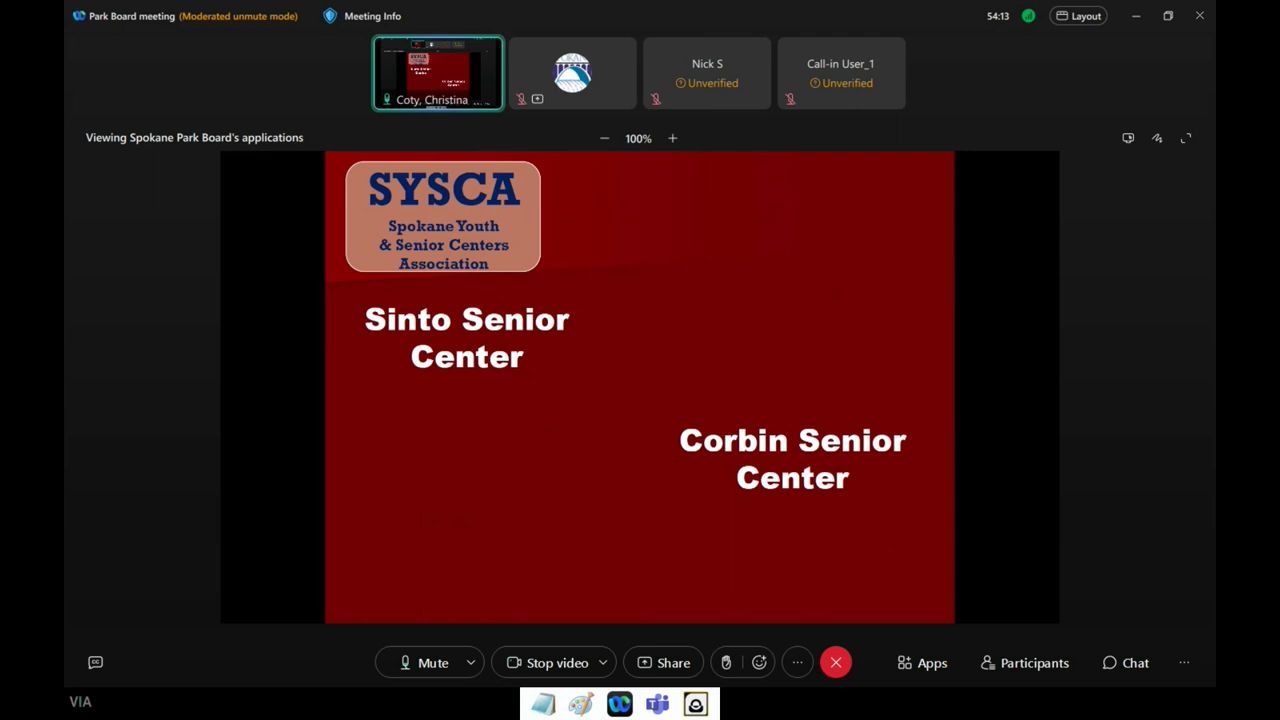 Park Board meeting (Moderated unmute mode)
Meeting Info
54:13
Layout
Coty, Christina
Nick S
Unverified
Call-in User_1
Unverified
Viewing Spokane Park Board's applications
100%
SYSCA
Spokane Youth
& Senior Centers
Association
Sinto Senior
Center
Corbin Senior
Center
Mute
Stop video
Share
Apps
Participants
Chat
VIA